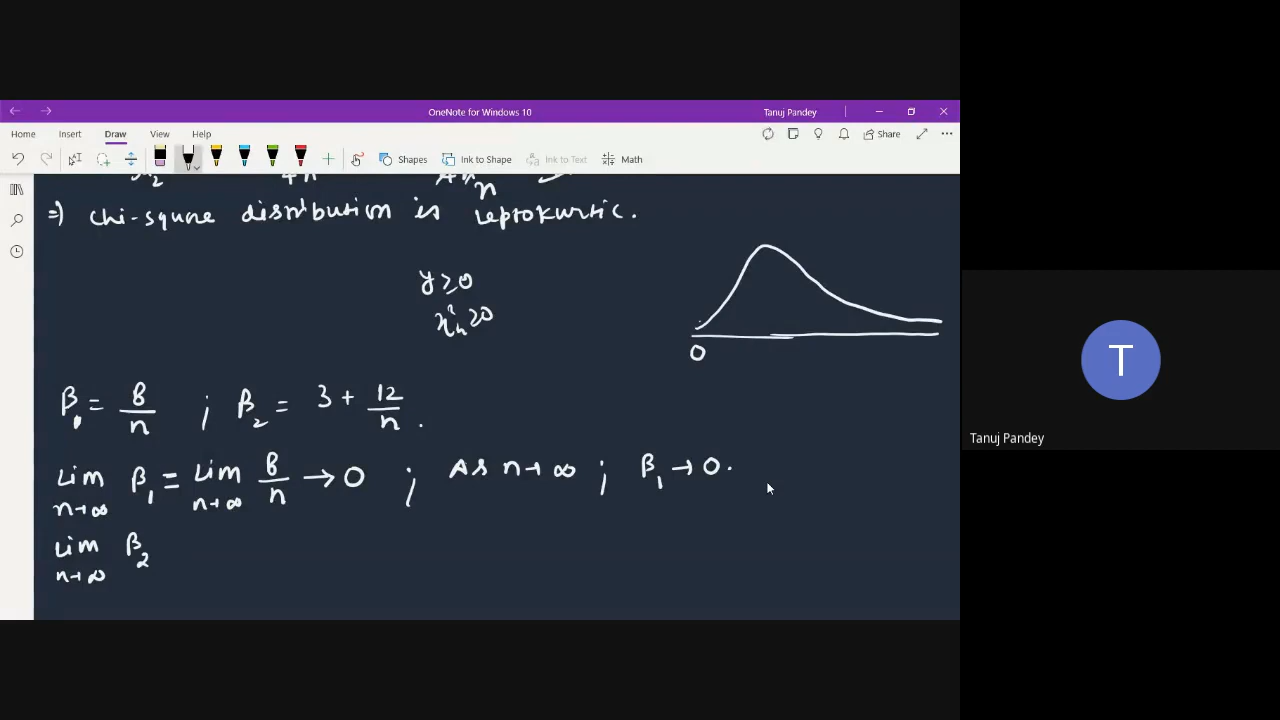 OneNote for Windows 10
Tanuj Pandey
Home Insert Draw View Help
Share
Shapes Ink to Shape Ink to Text Math
⇒ Chi-squre distribution is leptokurtic.
y ≥ 0
χ²ₙ ≥ 0
0
β₁ = 8/n ; β₂ = 3 + 12/n .
Lim n→∞ β₁ = Lim n→∞ 8/n → 0 ; As n→∞ ; β₁ → 0.
Lim n→∞ β₂
T
Tanuj Pandey